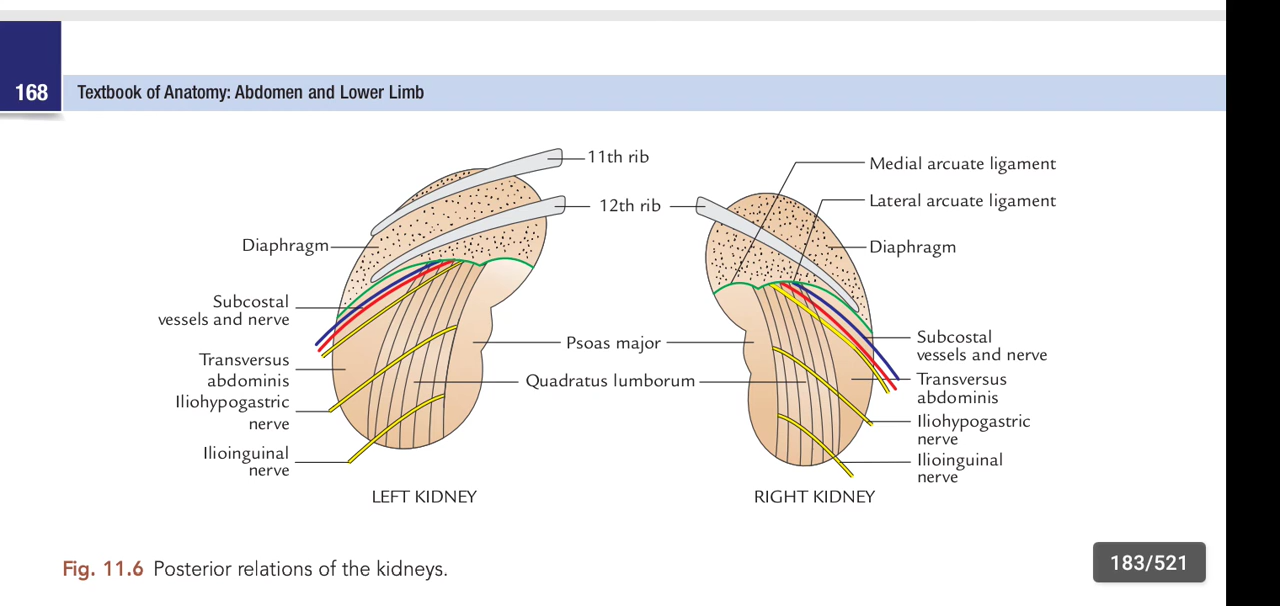 168
Textbook of Anatomy: Abdomen and Lower Limb
11th rib
12th rib
Diaphragm
Subcostal
vessels and nerve
Transversus
abdominis
Iliohypogastric
nerve
Ilioinguinal
nerve
Psoas major
Quadratus lumborum
Medial arcuate ligament
Lateral arcuate ligament
Diaphragm
Subcostal
vessels and nerve
Transversus
abdominis
Iliohypogastric
nerve
Ilioinguinal
nerve
LEFT KIDNEY
RIGHT KIDNEY
Fig. 11.6 Posterior relations of the kidneys.
183/521